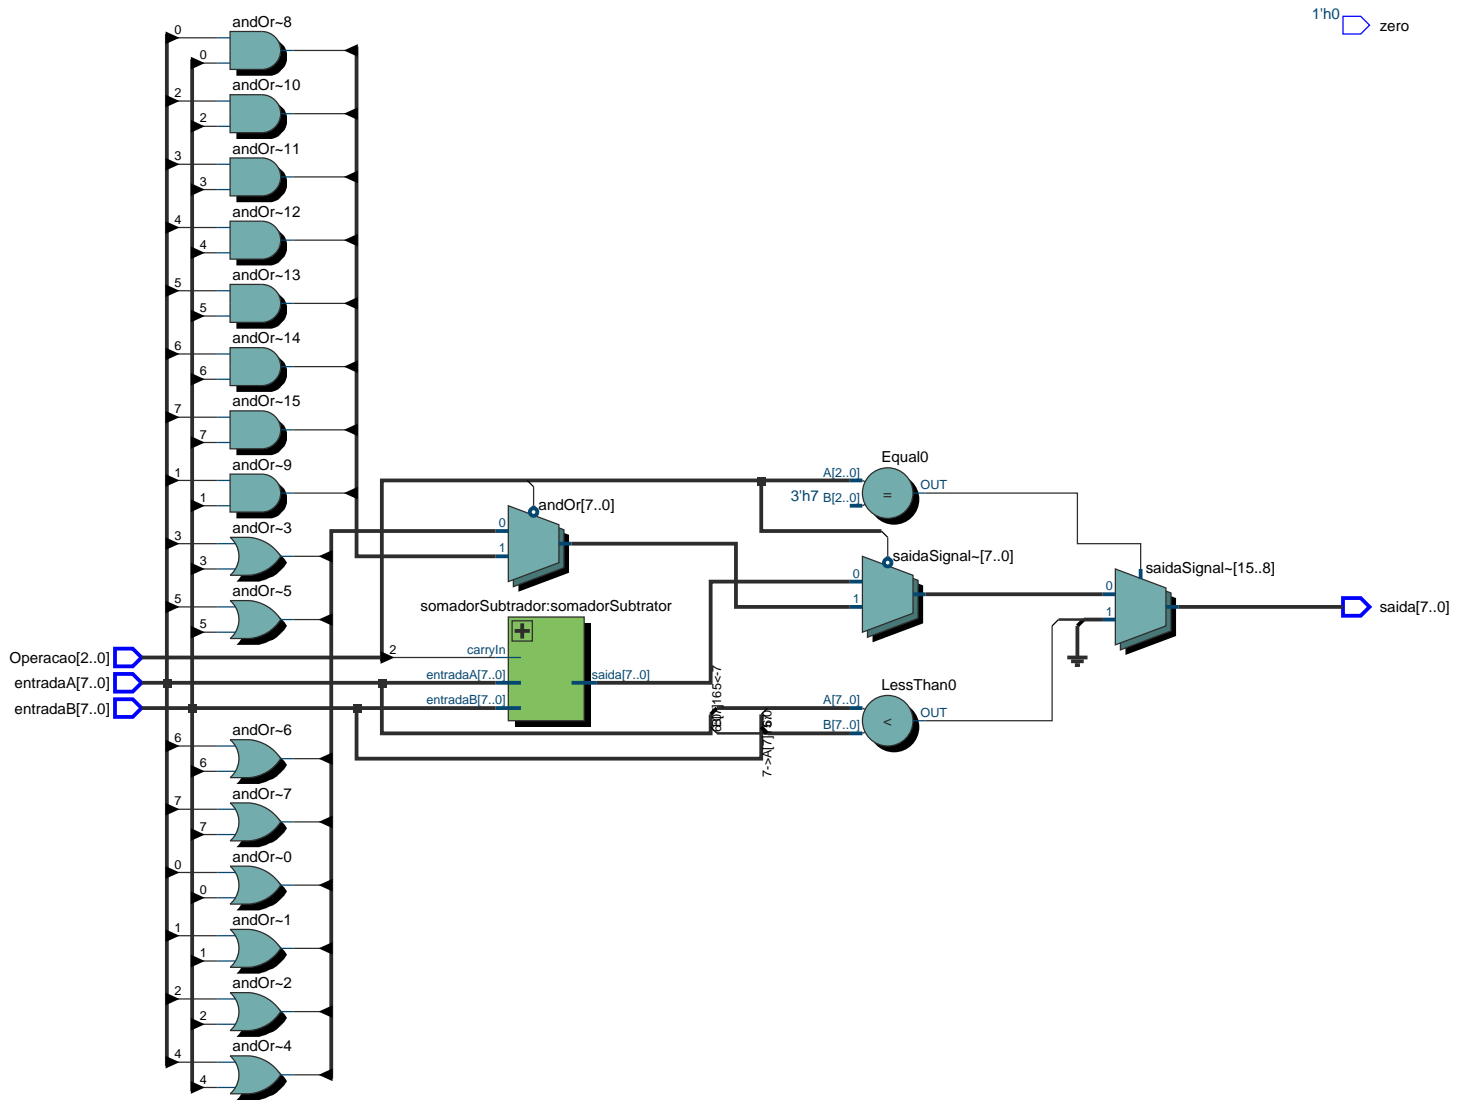 1'h0
zero
andOr~8
0
0
andOr~10
2
2
andOr~11
3
3
andOr~12
4
4
andOr~13
5
5
andOr~14
6
6
andOr~15
7
7
andOr~9
1
1
andOr~3
3
3
andOr~5
5
5
Operacao[2..0]
entradaA[7..0]
entradaB[7..0]
2
andOr~6
6
6
andOr~7
7
7
andOr~0
0
0
andOr~1
1
1
andOr~2
2
2
andOr~4
4
4
andOr[7..0]
0
1
somadorSubtrador:somadorSubtrator
carryIn
entradaA[7..0]
entradaB[7..0]
saida[7..0]
Equal0
A[2..0]
3'h7 B[2..0]
=
OUT
saidaSignal~[7..0]
0
1
LessThan0
A[7..0]
B[7..0]
<
OUT
saidaSignal~[15..8]
0
1
saida[7..0]